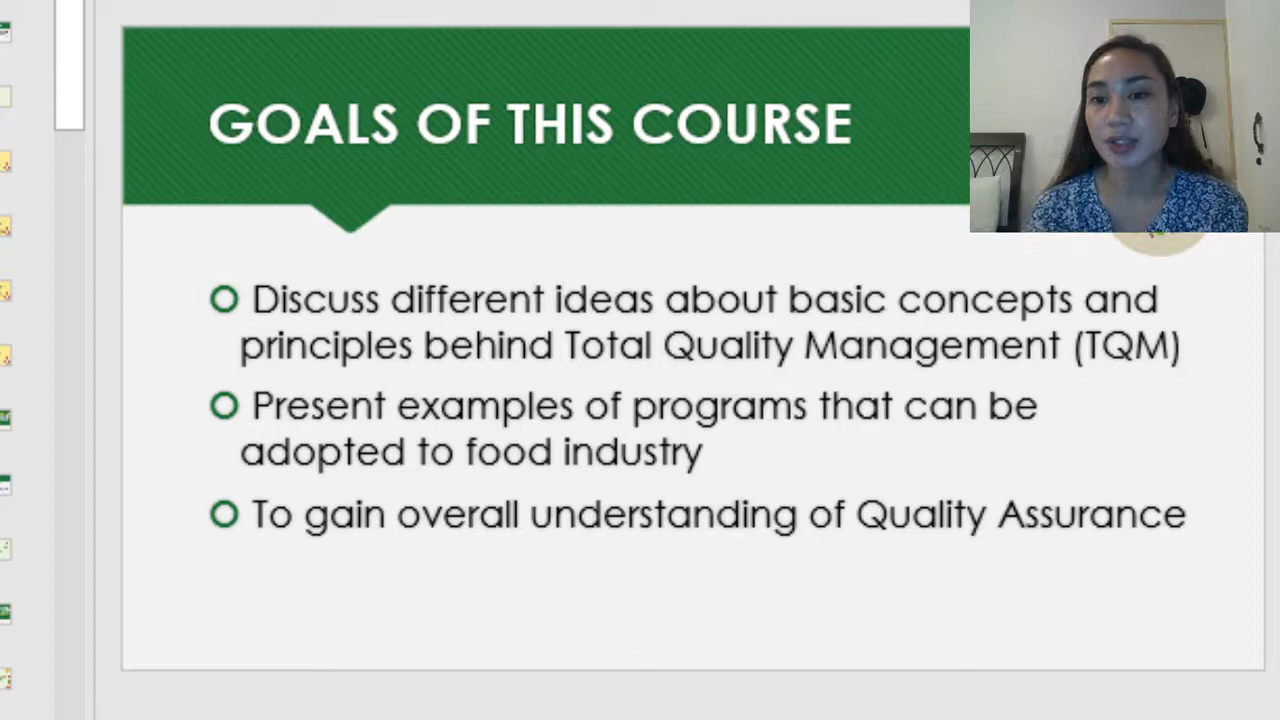 GOALS OF THIS COURSE
Discuss different ideas about basic concepts and
principles behind Total Quality Management (TQM)
Present examples of programs that can be
adopted to food industry
To gain overall understanding of Quality Assurance